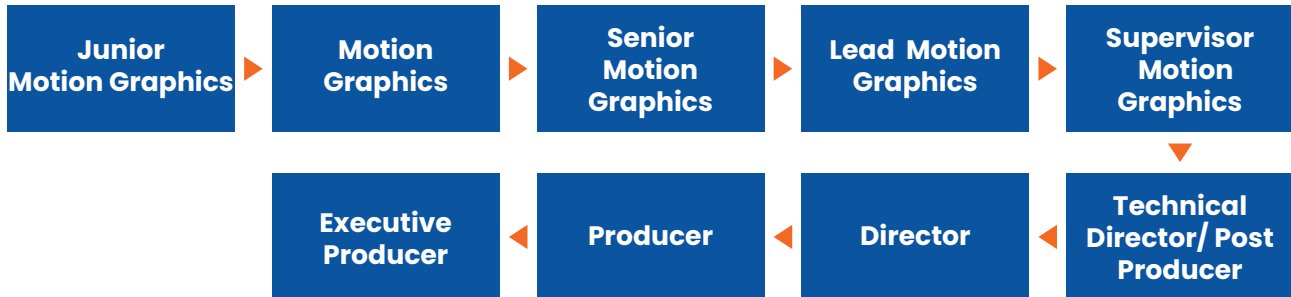 Junior
Motion Graphics
Motion
Graphics
Senior
Motion
Graphics
Lead Motion
Graphics
Supervisor
Motion
Graphics
Technical
Director/ Post
Producer
Director
Producer
Executive
Producer